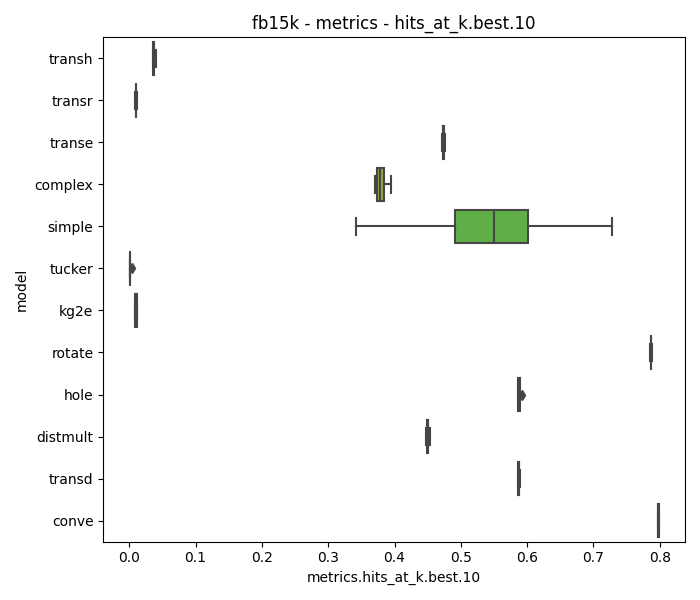 fb15k - metrics - hits_at_k.best.10
transh
transr
transe
complex
simple
tucker
kg2e
rotate
hole
distmult
transd
conve
model
0.0 0.1 0.2 0.3 0.4 0.5 0.6 0.7 0.8
metrics.hits_at_k.best.10